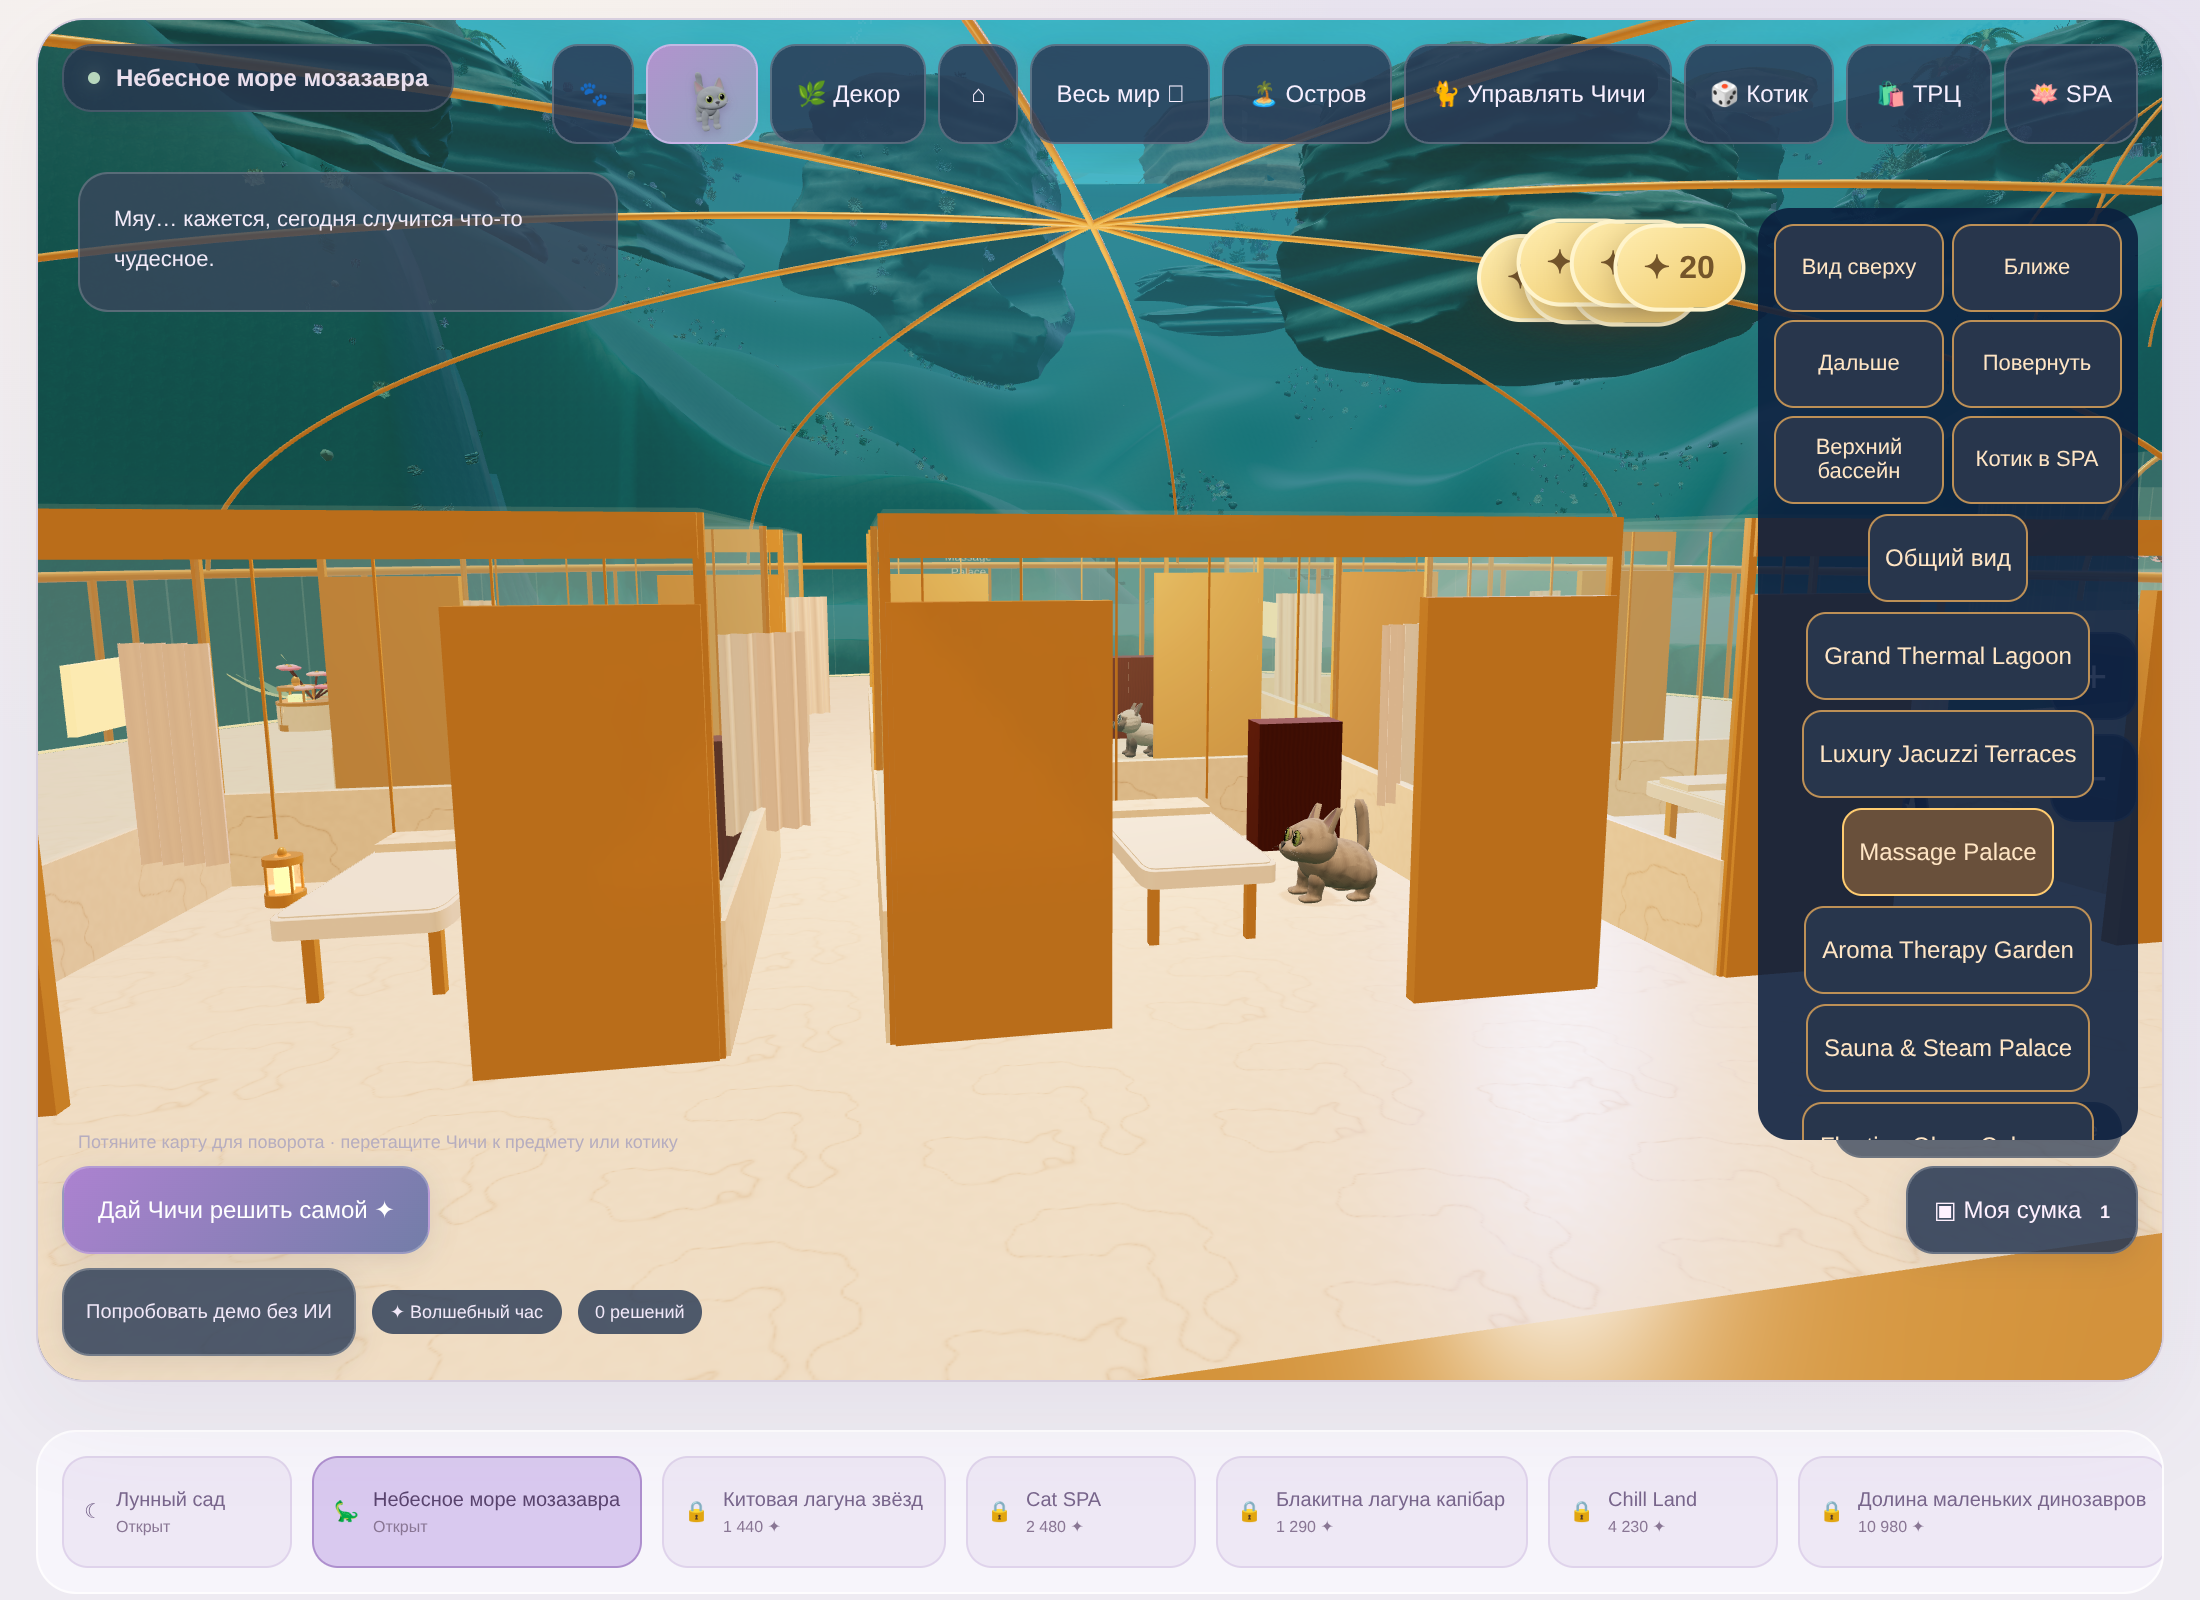 Небесное море мозазавра
Декор
Весь мир
Остров
Управлять Чичи
Котик
ТРЦ
SPA
Мяу… кажется, сегодня случится что-то
чудесное.
✦ 20
Вид сверху
Ближе
Дальше
Повернуть
Верхний
бассейн
Котик в SPA
Общий вид
Grand Thermal Lagoon
Luxury Jacuzzi Terraces
Massage Palace
Aroma Therapy Garden
Sauna & Steam Palace
Massage
Palace
Потяните карту для поворота · перетащите Чичи к предмету или котику
Дай Чичи решить самой ✦
Моя сумка 1
Попробовать демо без ИИ
✦ Волшебный час
0 решений
Лунный сад
Открыт
Небесное море мозазавра
Открыт
Китовая лагуна звёзд
1 440 ✦
Cat SPA
2 480 ✦
Блакитна лагуна капібар
1 290 ✦
Chill Land
4 230 ✦
Долина маленьких динозавров
10 980 ✦